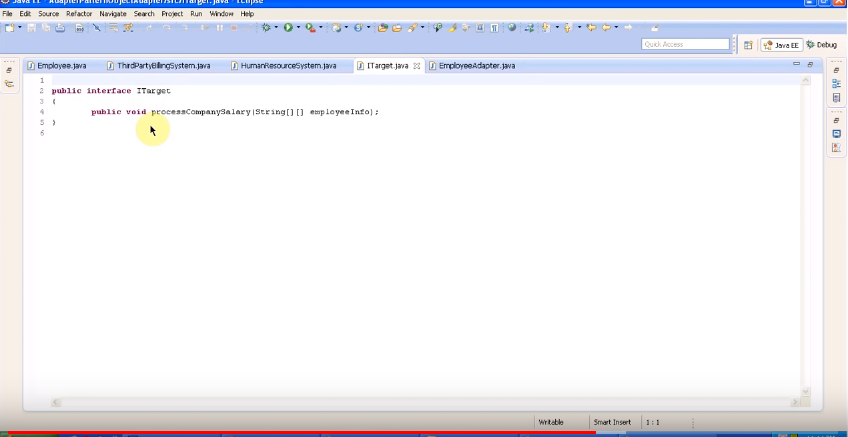 Java EE - AdapterPatternObjectAdapter/src/ITarget.java - Eclipse
File Edit Source Refactor Navigate Search Project Run Window Help
Quick Access
Java EE
Debug
Employee.java
ThirdPartyBillingSystem.java
HumanResourceSystem.java
ITarget.java
EmployeeAdapter.java
1
2 public interface ITarget
3 {
4 public void processCompanySalary(String[][] employeeInfo);
5 }
6
Writable
Smart Insert
1 : 1